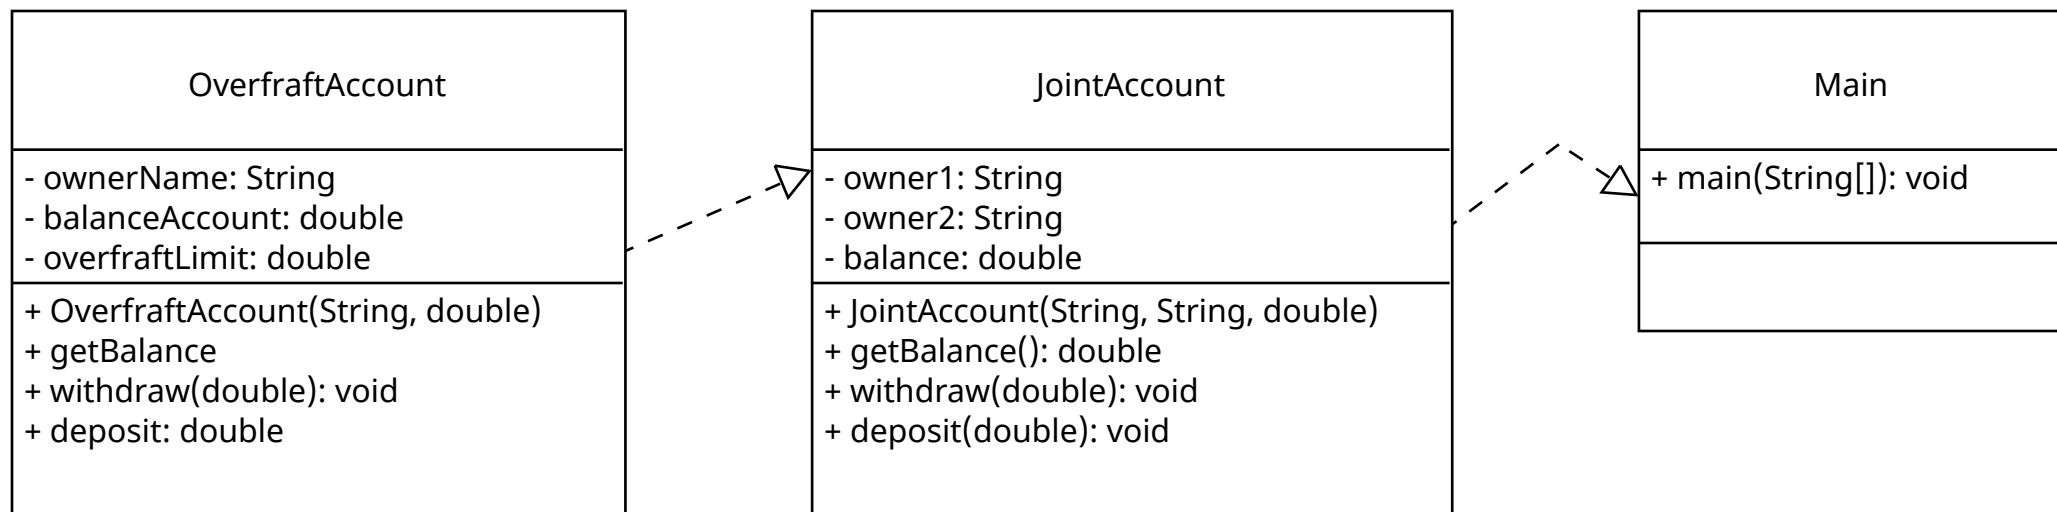 OverfraftAccount
- ownerName: String
- balanceAccount: double
- overfraftLimit: double
+ OverfraftAccount(String, double)
+ getBalance
+ withdraw(double): void
+ deposit: double
JointAccount
- owner1: String
- owner2: String
- balance: double
+ JointAccount(String, String, double)
+ getBalance(): double
+ withdraw(double): void
+ deposit(double): void
Main
+ main(String[]): void